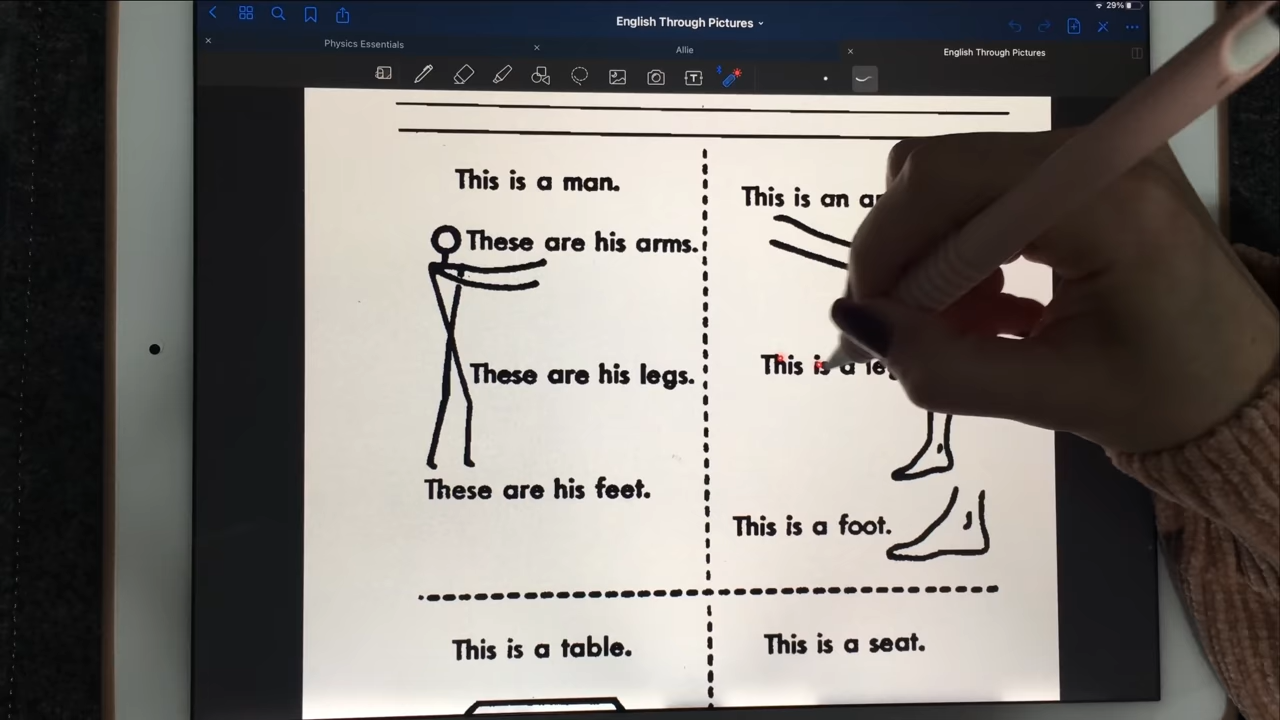 29%
English Through Pictures
Physics Essentials
Allie
English Through Pictures
T
This is a man.
These are his arms.
These are his legs.
These are his feet.
This is an
This is a
This is a foot.
This is a table.
This is a seat.